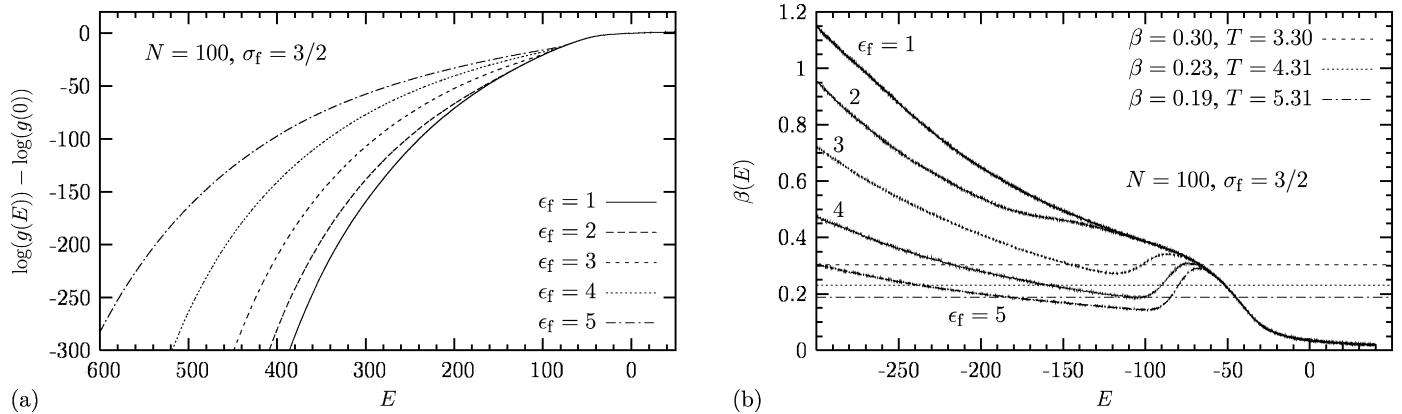 0
-50
-100
-150
-200
-250
-300
600
500
400
300
200
100
0
log(g(E)) − log(g(0))
E
N = 100, σf = 3/2
ϵf = 1
ϵf = 2
ϵf = 3
ϵf = 4
ϵf = 5
(a)
1.2
1
0.8
0.6
0.4
0.2
0
-250
-200
-150
-100
-50
0
β(E)
E
ϵf = 1
2
3
4
ϵf = 5
β = 0.30, T = 3.30
β = 0.23, T = 4.31
β = 0.19, T = 5.31
N = 100, σf = 3/2
(b)